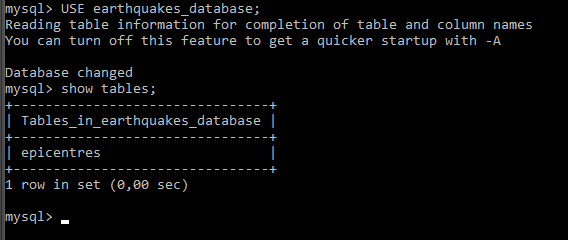 mysql> USE earthquakes_database;
Reading table information for completion of table and column names
You can turn off this feature to get a quicker startup with -A

Database changed
mysql> show tables;
+--------------------------------+
| Tables_in_earthquakes_database |
+--------------------------------+
| epicentres                     |
+--------------------------------+
1 row in set (0,00 sec)

mysql> _